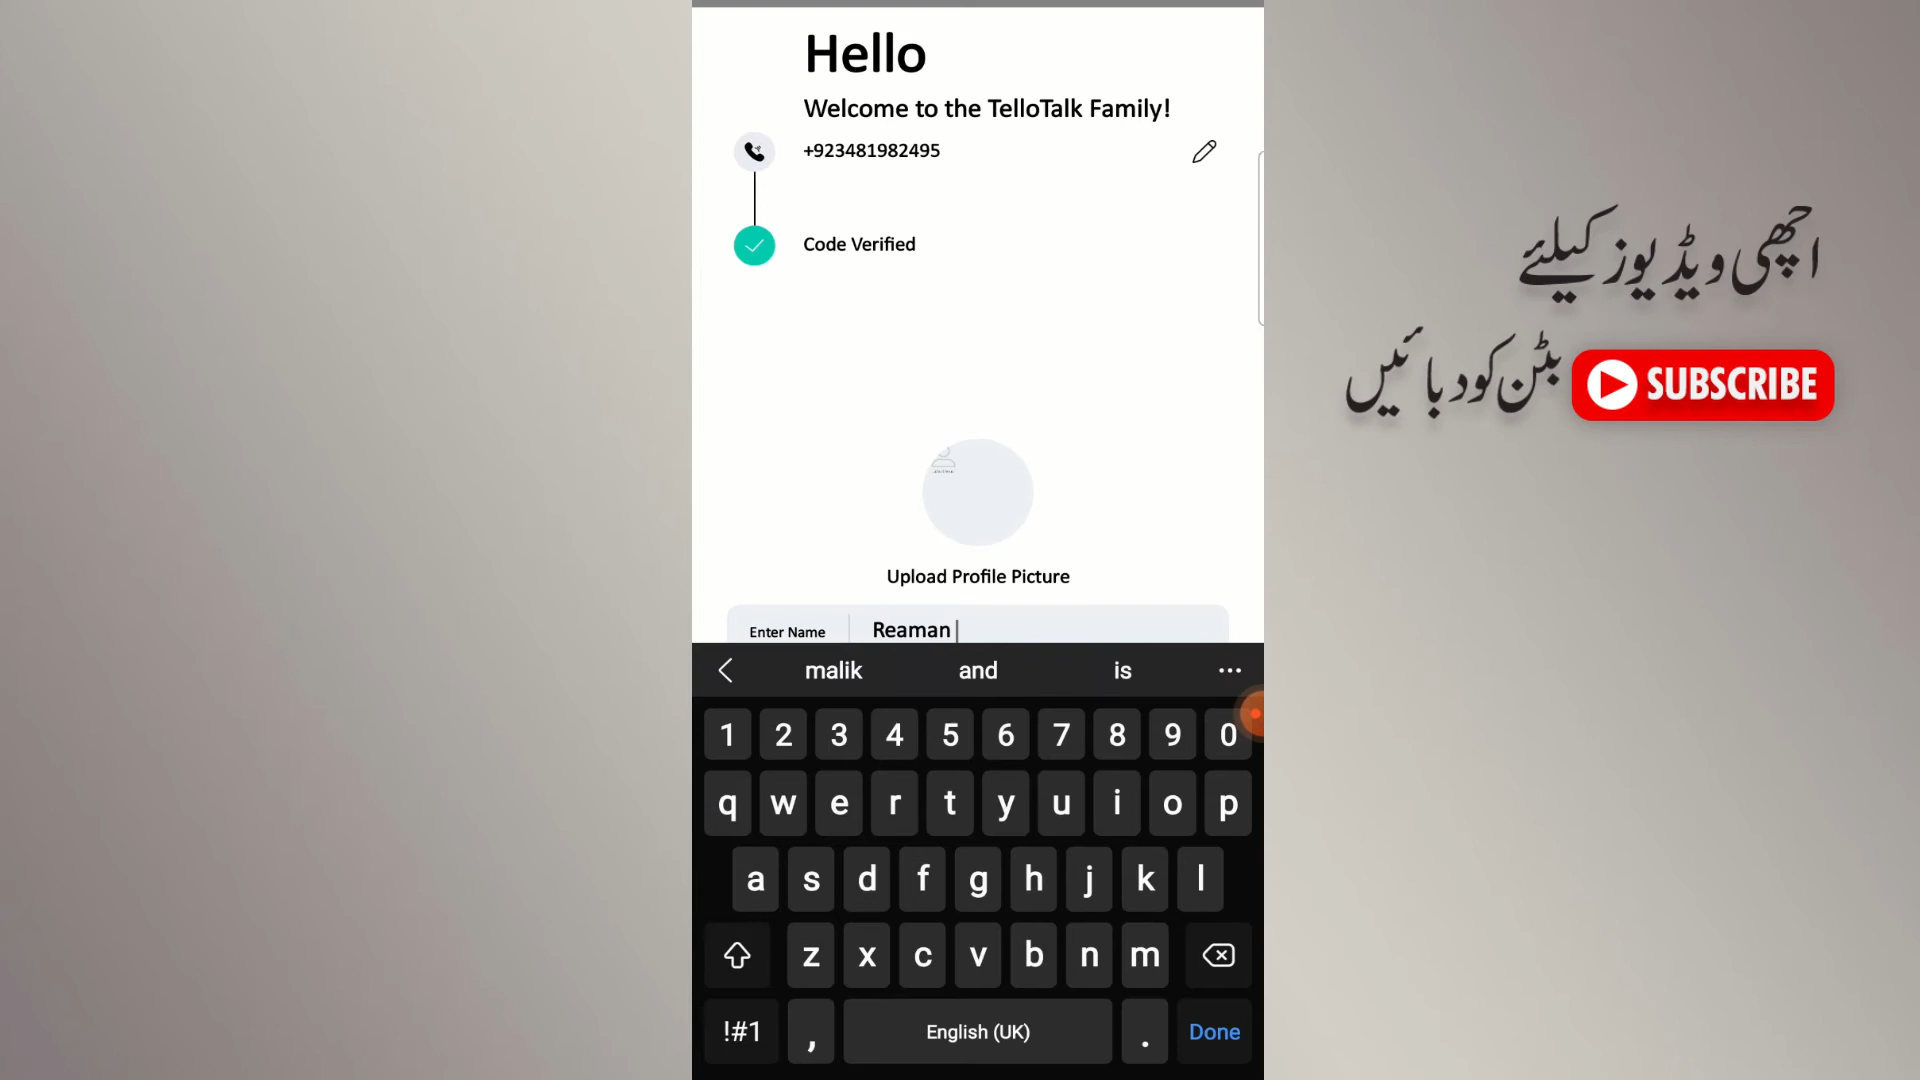 Hello
Welcome to the TelloTalk Family!
+923481982495
Code Verified
Upload Profile Picture
Enter Name Reaman
malik and is
1 2 3 4 5 6 7 8 9 0
q w e r t y u i o p
a s d f g h j k l
z x c v b n m
!#1 , English (UK) . Done
اچھی ویڈیوز کیلئے
SUBSCRIBE بٹن کو دبائیں